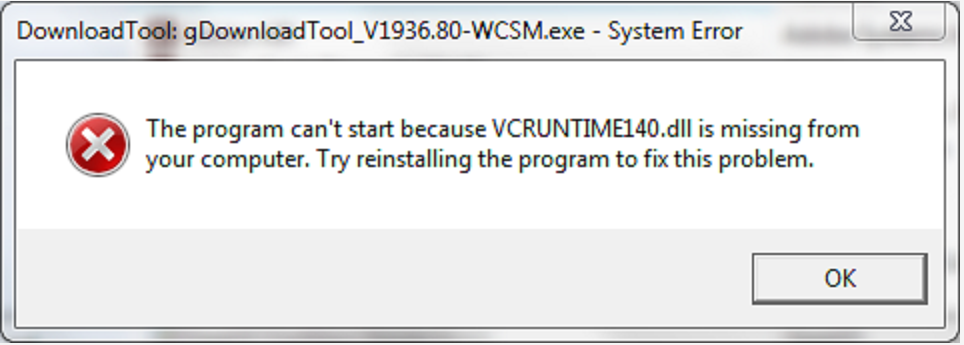 DownloadTool: gDownloadTool_V1936.80-WCSM.exe - System Error
The program can't start because VCRUNTIME140.dll is missing from
your computer. Try reinstalling the program to fix this problem.
OK